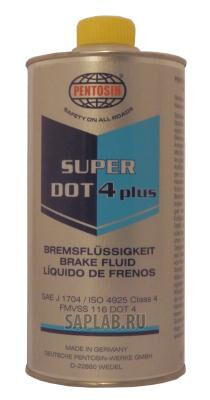 PENTOSIN
SAFETY ON ALL ROADS
SUPER
DOT 4 plus
BREMSFLÜSSIGKEIT
BRAKE FLUID
LÍQUIDO DE FRENOS
SAE J 1704 / ISO 4925 Class 4
FMVSS 116 DOT 4
SAPLAB.RU
MADE IN GERMANY
DEUTSCHE PENTOSIN-WERKE GMBH
D-22880 WEDEL